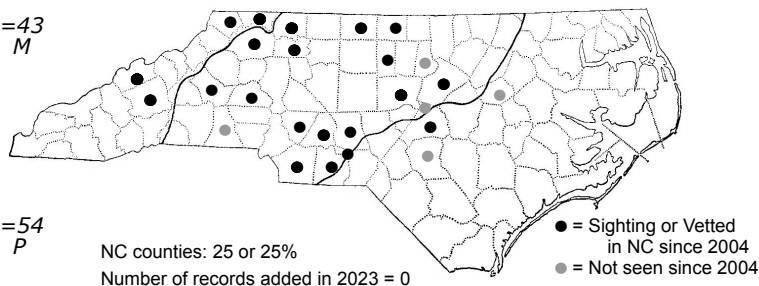 =43
M
=54
P
NC counties: 25 or 25%
Number of records added in 2023 = 0
= Sighting or Vetted
in NC since 2004
= Not seen since 2004